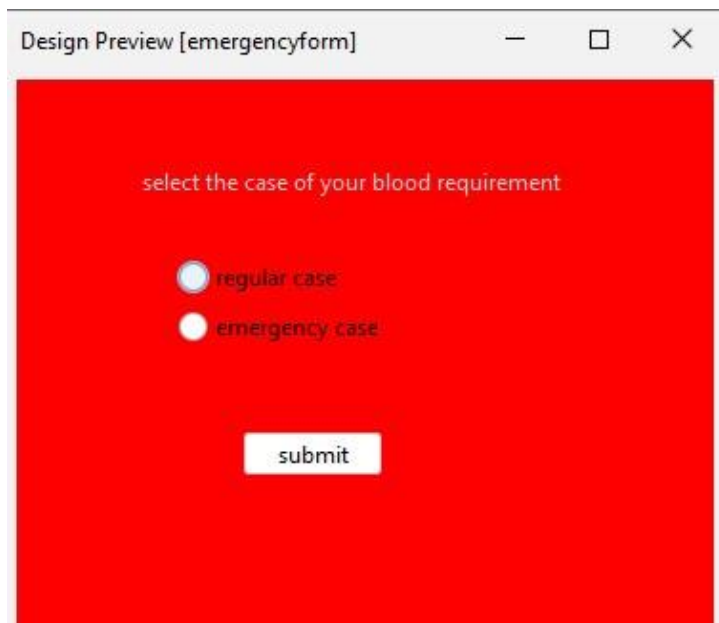 Design Preview [emergencyform]
select the case of your blood requirement
regular case
emergency case
submit